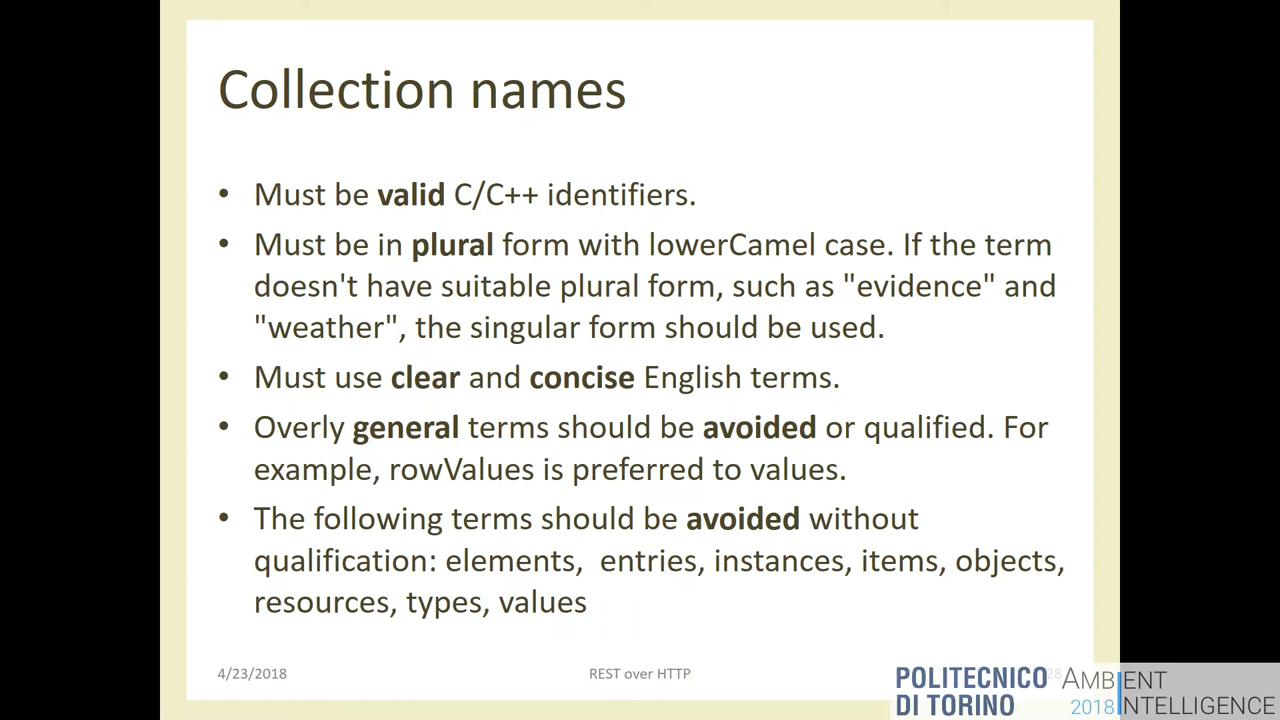 Collection names
• Must be valid C/C++ identifiers.
• Must be in plural form with lowerCamel case. If the term
doesn't have suitable plural form, such as "evidence" and
"weather", the singular form should be used.
• Must use clear and concise English terms.
• Overly general terms should be avoided or qualified. For
example, rowValues is preferred to values.
• The following terms should be avoided without
qualification: elements,  entries, instances, items, objects,
resources, types, values
4/23/2018
REST over HTTP
28
POLITECNICO
DI TORINO
AMBIENT
2018 INTELLIGENCE